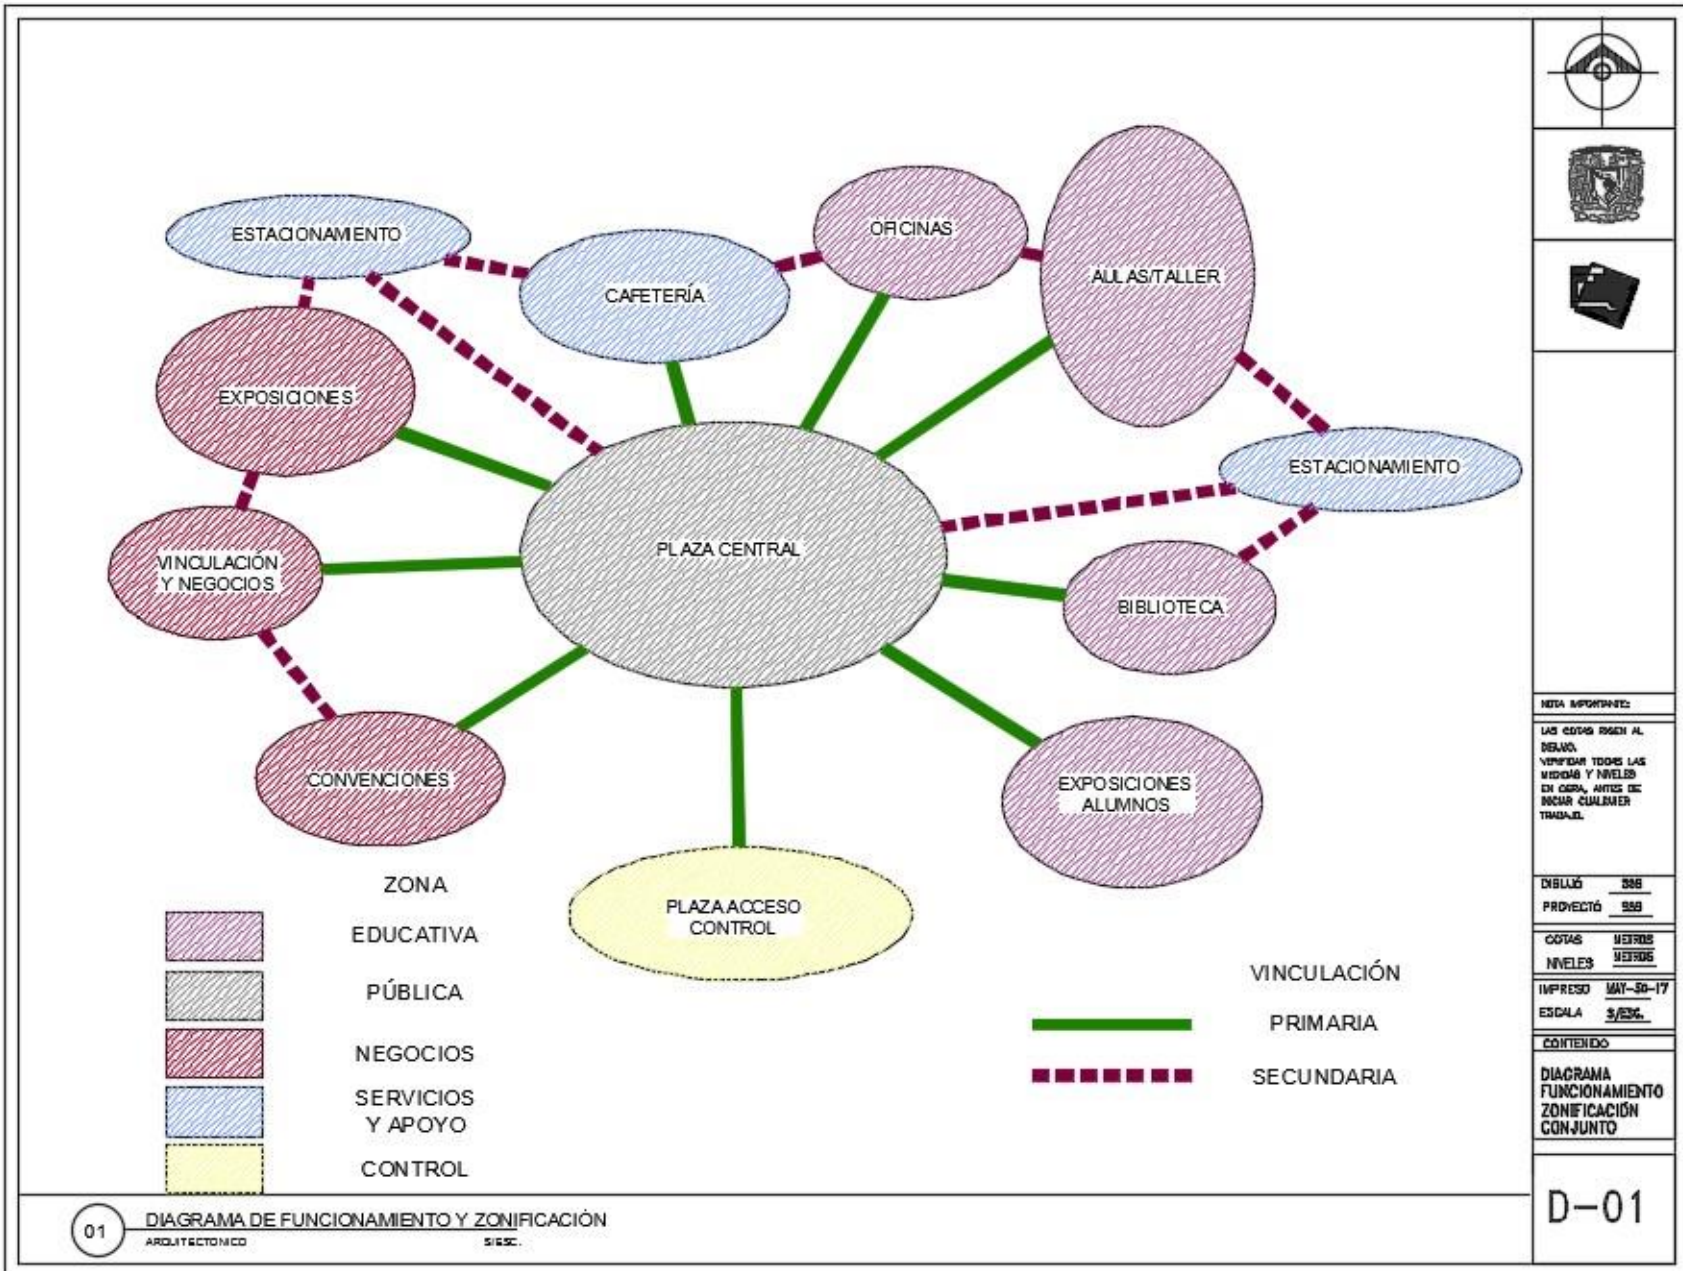 ESTACIONAMIENTO
CAFETERÍA
OFICINAS
AULAS/TALLER
EXPOSICIONES
ESTACIONAMIENTO
PLAZA CENTRAL
VINCULACIÓN
Y NEGOCIOS
BIBLIOTECA
CONVENCIONES
EXPOSICIONES
ALUMNOS
PLAZA ACCESO
CONTROL
ZONA
EDUCATIVA
PÚBLICA
NEGOCIOS
SERVICIOS
Y APOYO
CONTROL
VINCULACIÓN
PRIMARIA
SECUNDARIA
01
DIAGRAMA DE FUNCIONAMIENTO Y ZONIFICACIÓN
ARQUITECTONICO
S/ESC.
NOTA IMPORTANTE:
LAS COTAS RIGEN AL
DIBUJO.
VERIFICAR TODAS LAS
MEDIDAS Y NIVELES
EN OBRA, ANTES DE
INICIAR CUALQUIER
TRABAJO.
DIBUJÓ
PROYECTÓ
COTAS METROS
NIVELES METROS
IMPRESO MAY-30-17
ESCALA S/ESC.
CONTENIDO
DIAGRAMA
FUNCIONAMIENTO
ZONIFICACIÓN
CONJUNTO
D-01